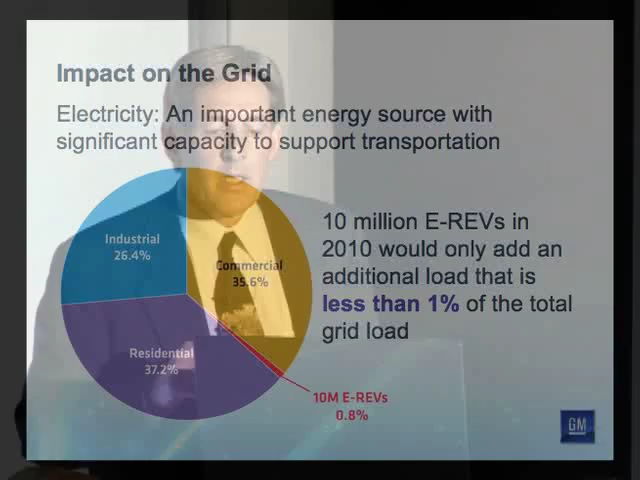 Impact on the Grid
Electricity: An important energy source with
significant capacity to support transportation
Industrial
26.4%
Commercial
35.6%
10 million E-REVs in
2010 would only add an
additional load that is
less than 1% of the total
grid load
Residential
37.2%
10M E-REVs
0.8%
GM